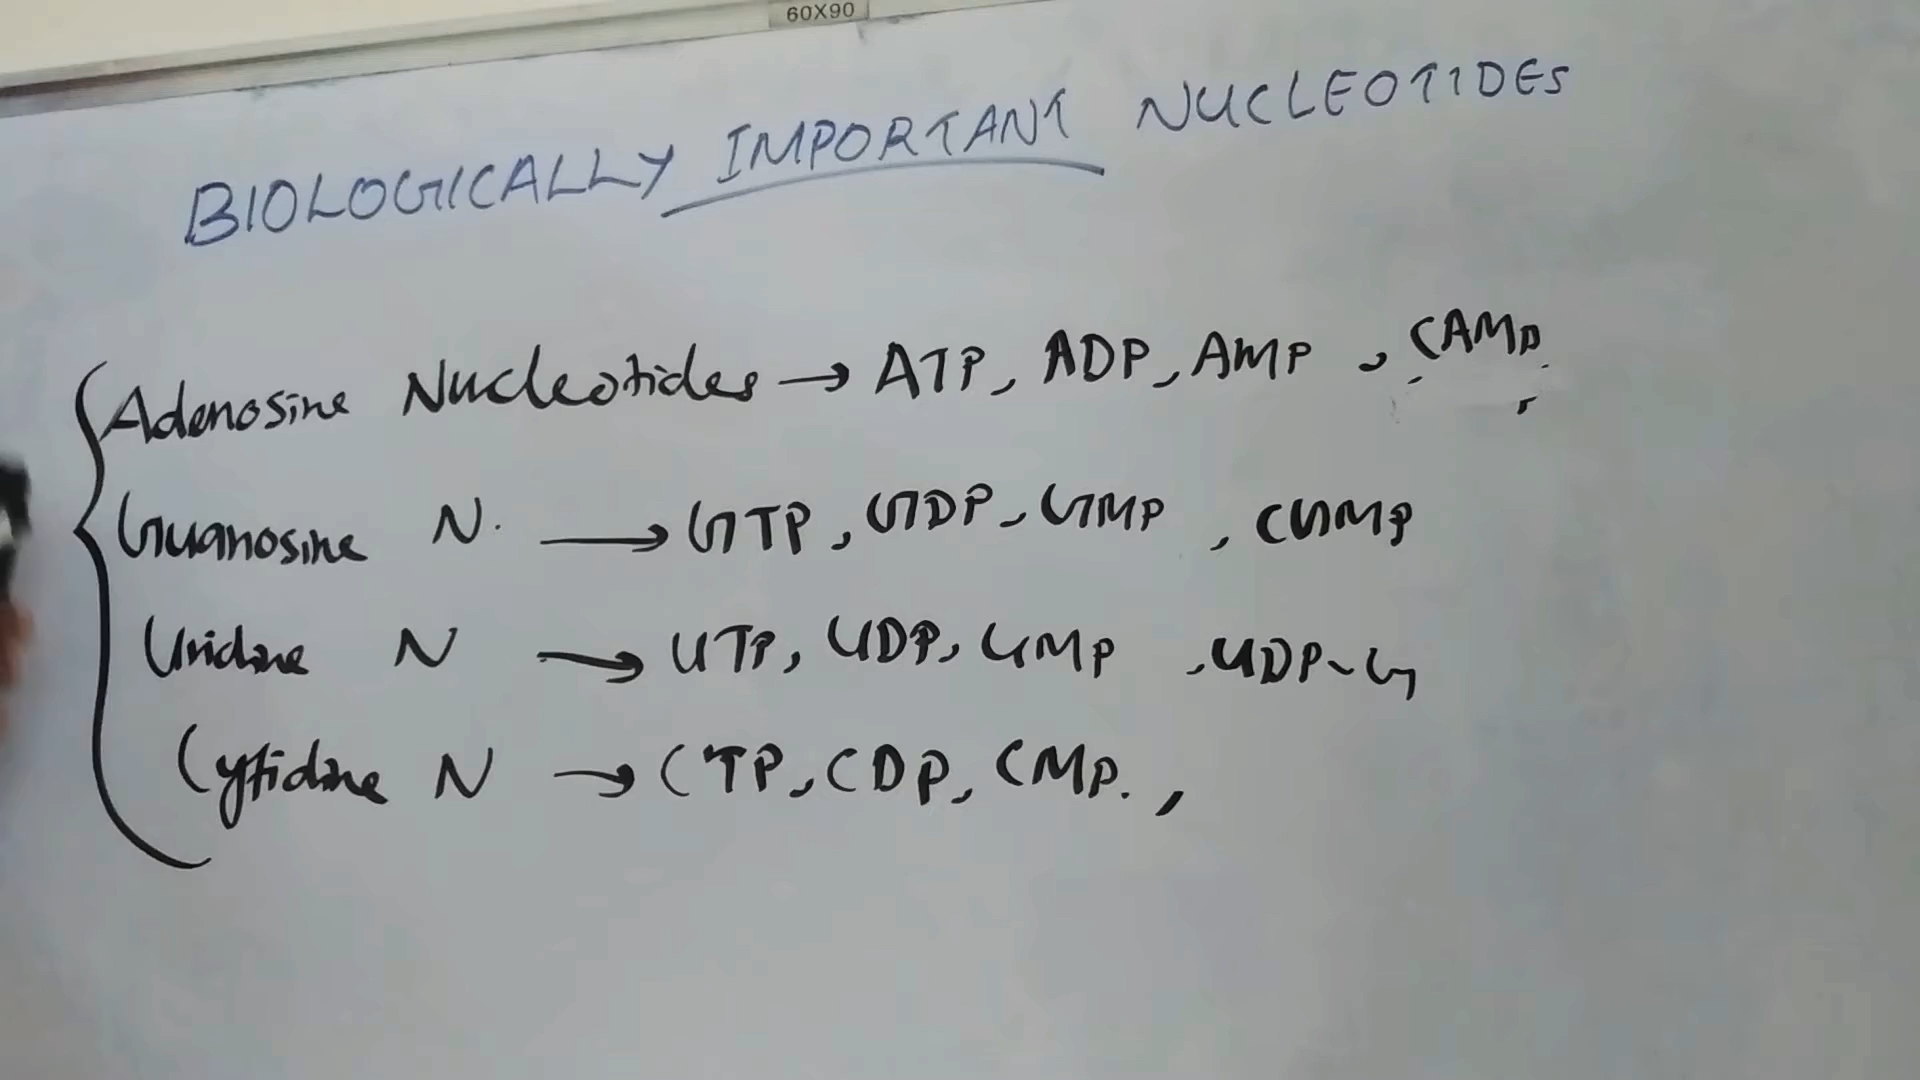 60X90
BIOLOGICALLY IMPORTANT NUCLEOTIDES
Adenosine Nucleotides → ATP, ADP, AMP, CAMP
Guanosine N. → GTP, GDP, GMP, CGMP
Uridine N → UTP, UDP, UMP, UDP-G
Cytidine N → CTP, CDP, CMP.,